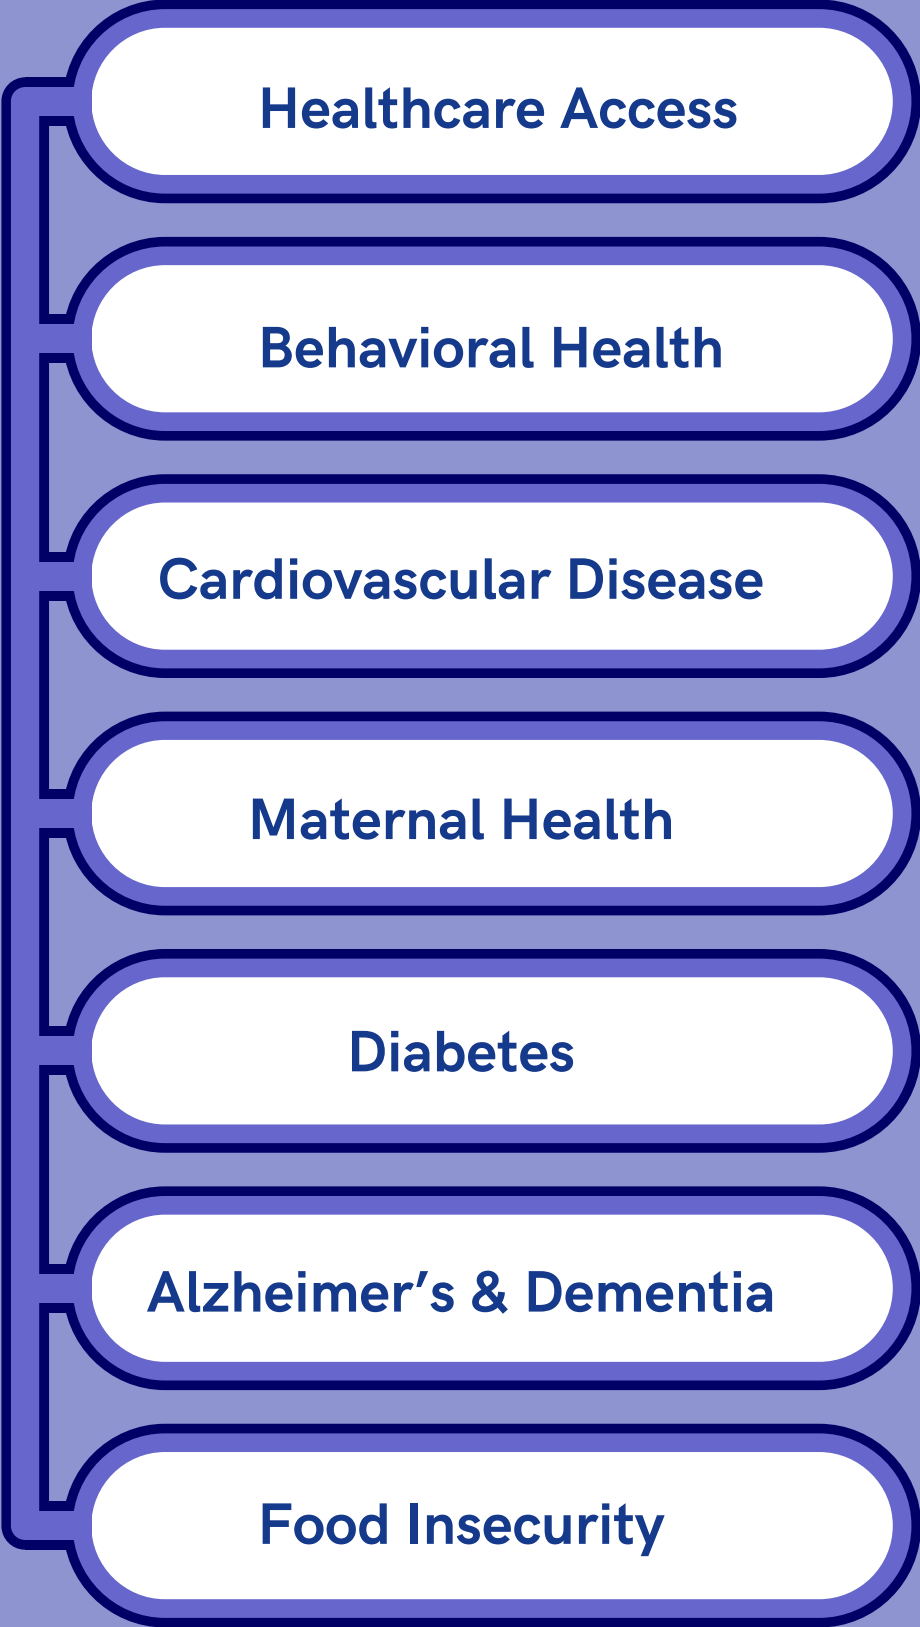 Healthcare Access
Behavioral Health
Cardiovascular Disease
Maternal Health
Diabetes
Alzheimer’s & Dementia
Food Insecurity